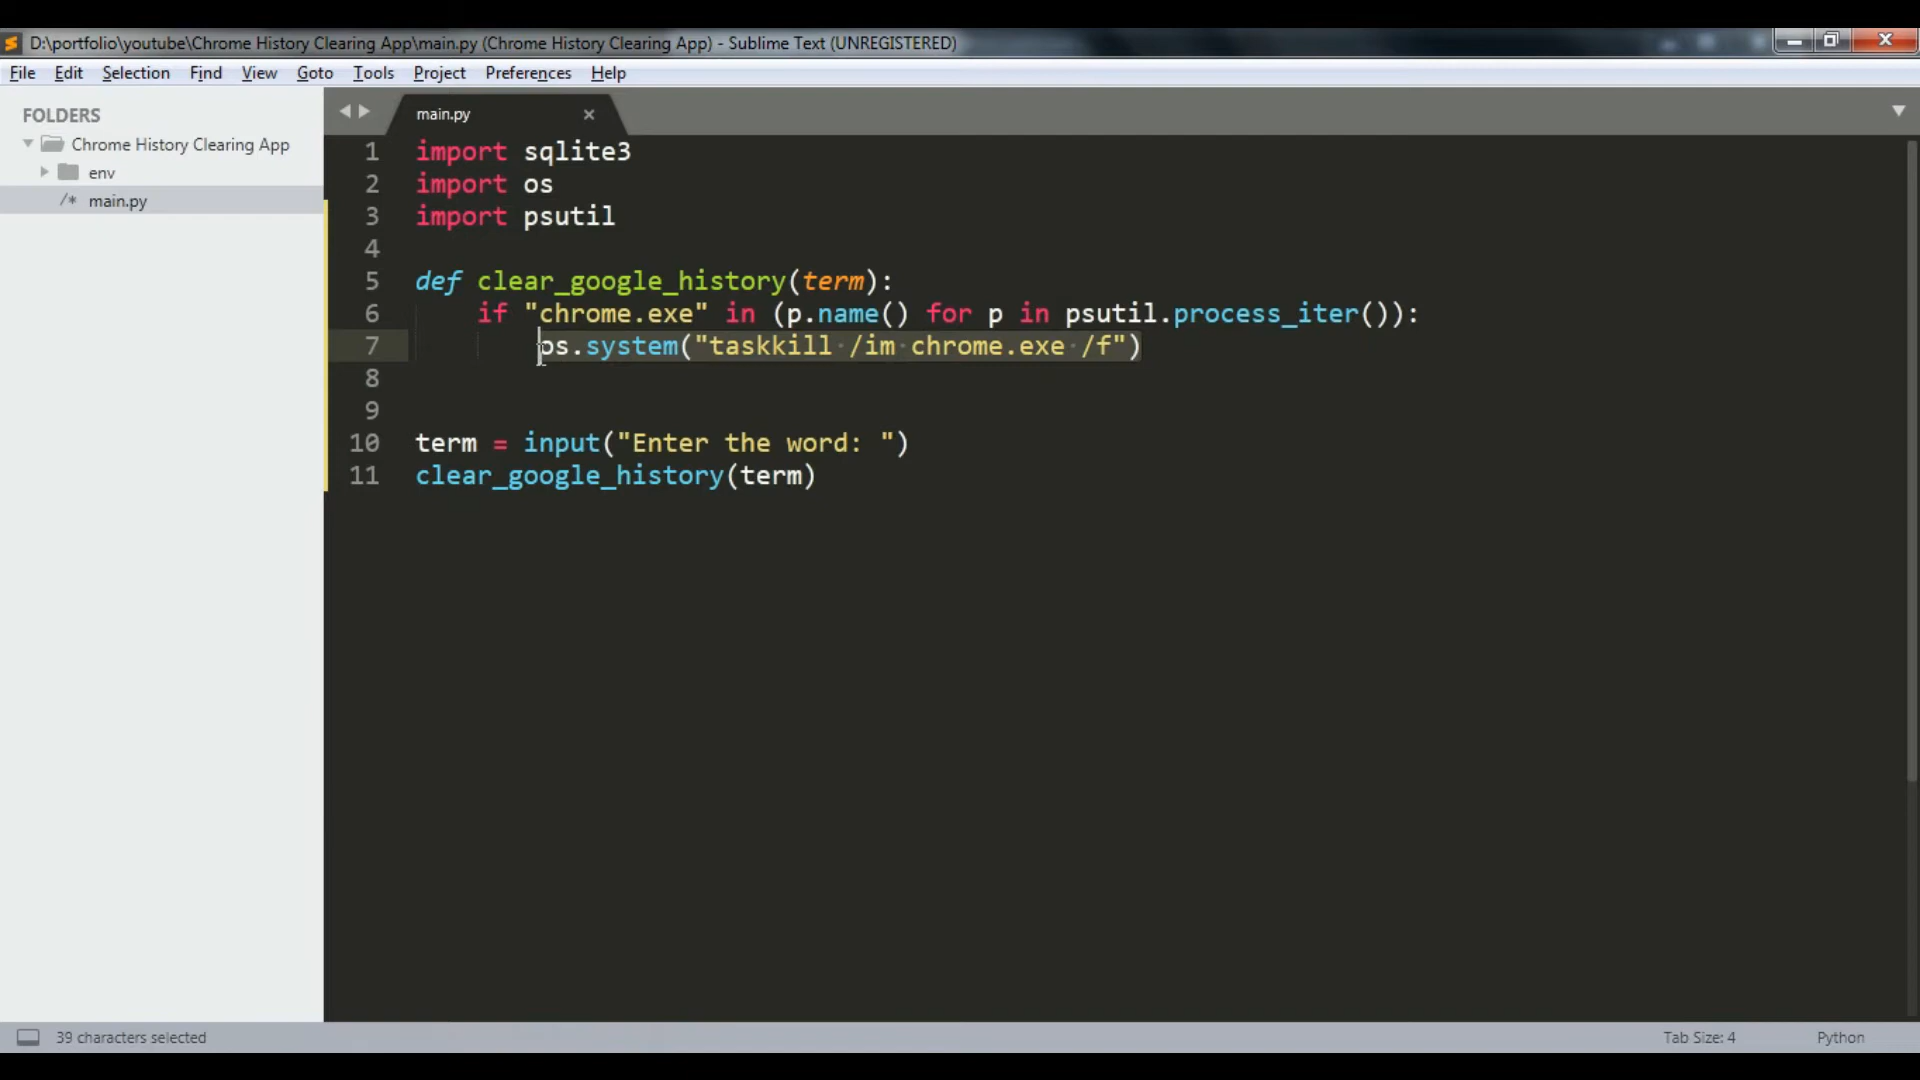 D:\portfolio\youtube\Chrome History Clearing App\main.py (Chrome History Clearing App) - Sublime Text (UNREGISTERED)
File Edit Selection Find View Goto Tools Project Preferences Help
FOLDERS
Chrome History Clearing App
env
/* main.py
main.py
1 import sqlite3
2 import os
3 import psutil
4
5 def clear_google_history(term):
6 if "chrome.exe" in (p.name() for p in psutil.process_iter()):
7 os.system("taskkill /im chrome.exe /f")
8
9
10 term = input("Enter the word: ")
11 clear_google_history(term)
39 characters selected
Tab Size: 4
Python